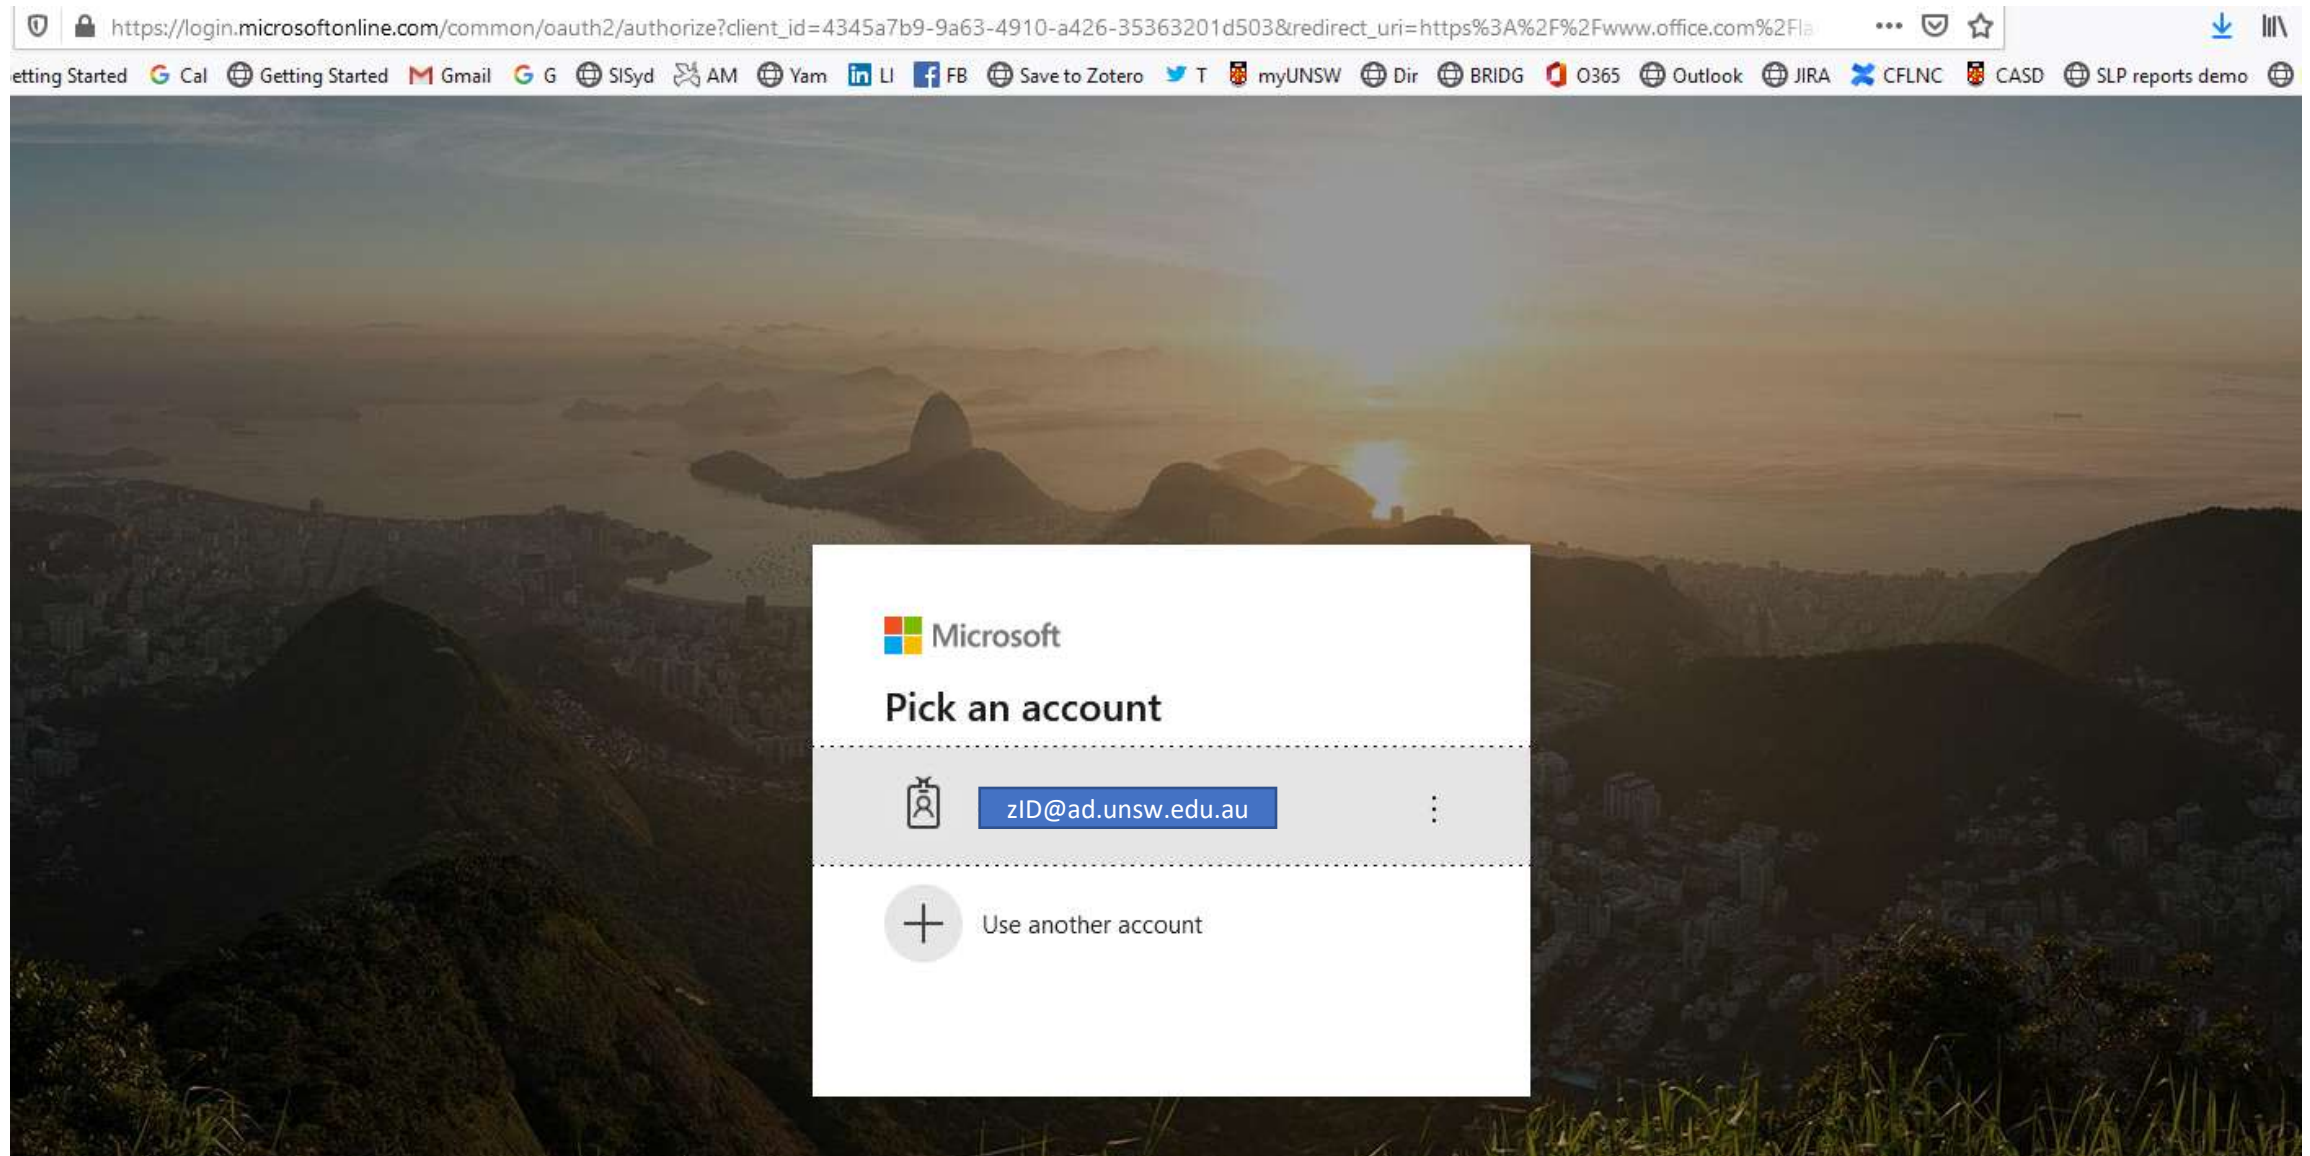 https://login.microsoftonline.com/common/oauth2/authorize?client_id=4345a7b9-9a63-4910-a426-35363201d503&redirect_uri=https%3A%2F%2Fwww.office.com%2Fla
etting Started G Cal Getting Started Gmail G G SISyd AM Yam in LI f FB Save to Zotero T myUNSW Dir BRIDG O365 Outlook JIRA CFLNC CASD SLP reports demo
Microsoft
Pick an account
zID@ad.unsw.edu.au
Use another account